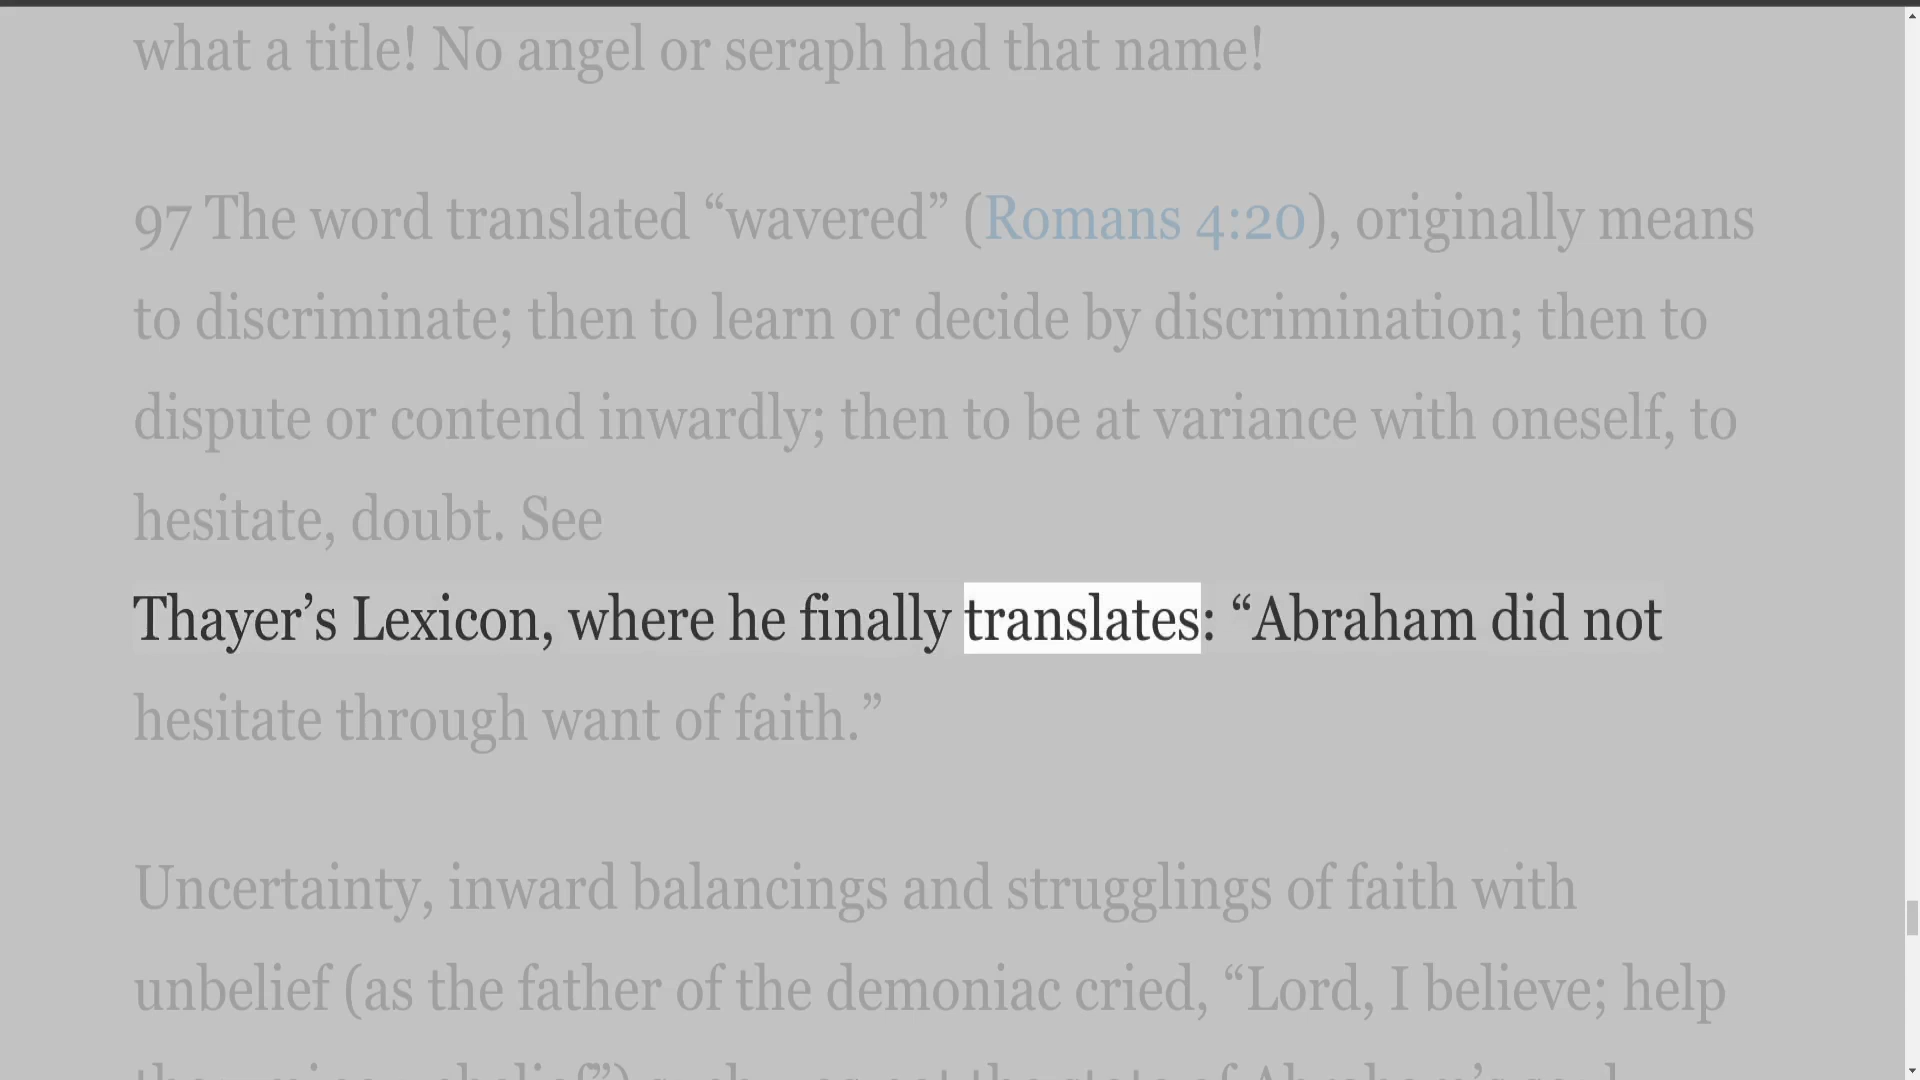 what a title! No angel or seraph had that name!
97 The word translated “wavered” (Romans 4:20), originally means
to discriminate; then to learn or decide by discrimination; then to
dispute or contend inwardly; then to be at variance with oneself, to
hesitate, doubt. See
Thayer’s Lexicon, where he finally translates: “Abraham did not
hesitate through want of faith.”
Uncertainty, inward balancings and strugglings of faith with
unbelief (as the father of the demoniac cried, “Lord, I believe; help